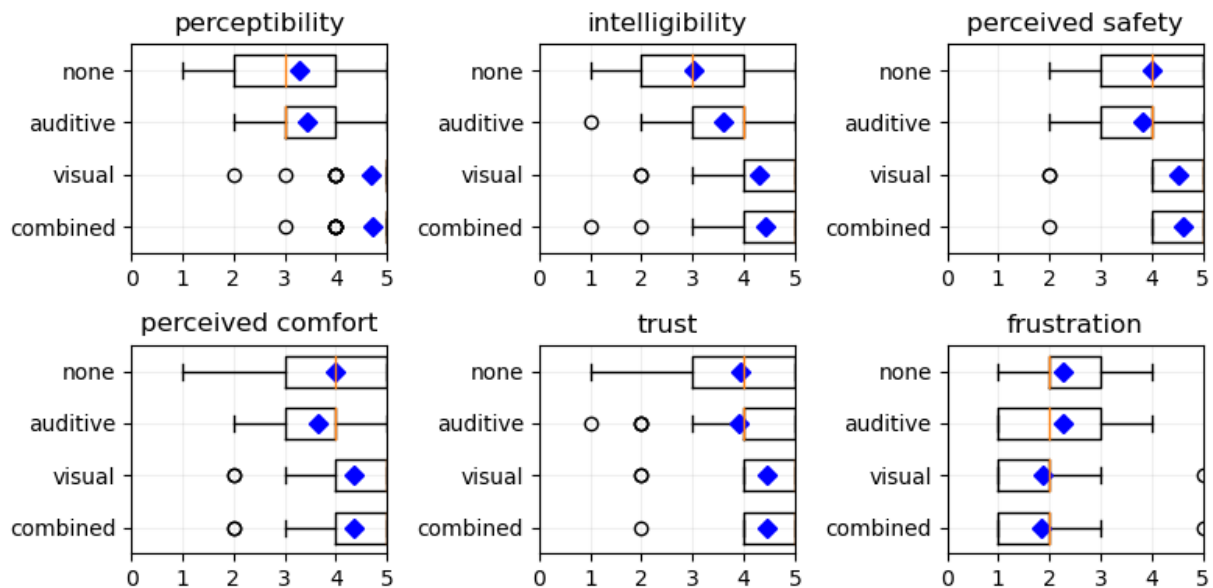 perceptibility
none
auditive
visual
combined
0 1 2 3 4 5
intelligibility
none
auditive
visual
combined
0 1 2 3 4 5
perceived safety
none
auditive
visual
combined
0 1 2 3 4 5
perceived comfort
none
auditive
visual
combined
0 1 2 3 4 5
trust
none
auditive
visual
combined
0 1 2 3 4 5
frustration
none
auditive
visual
combined
0 1 2 3 4 5